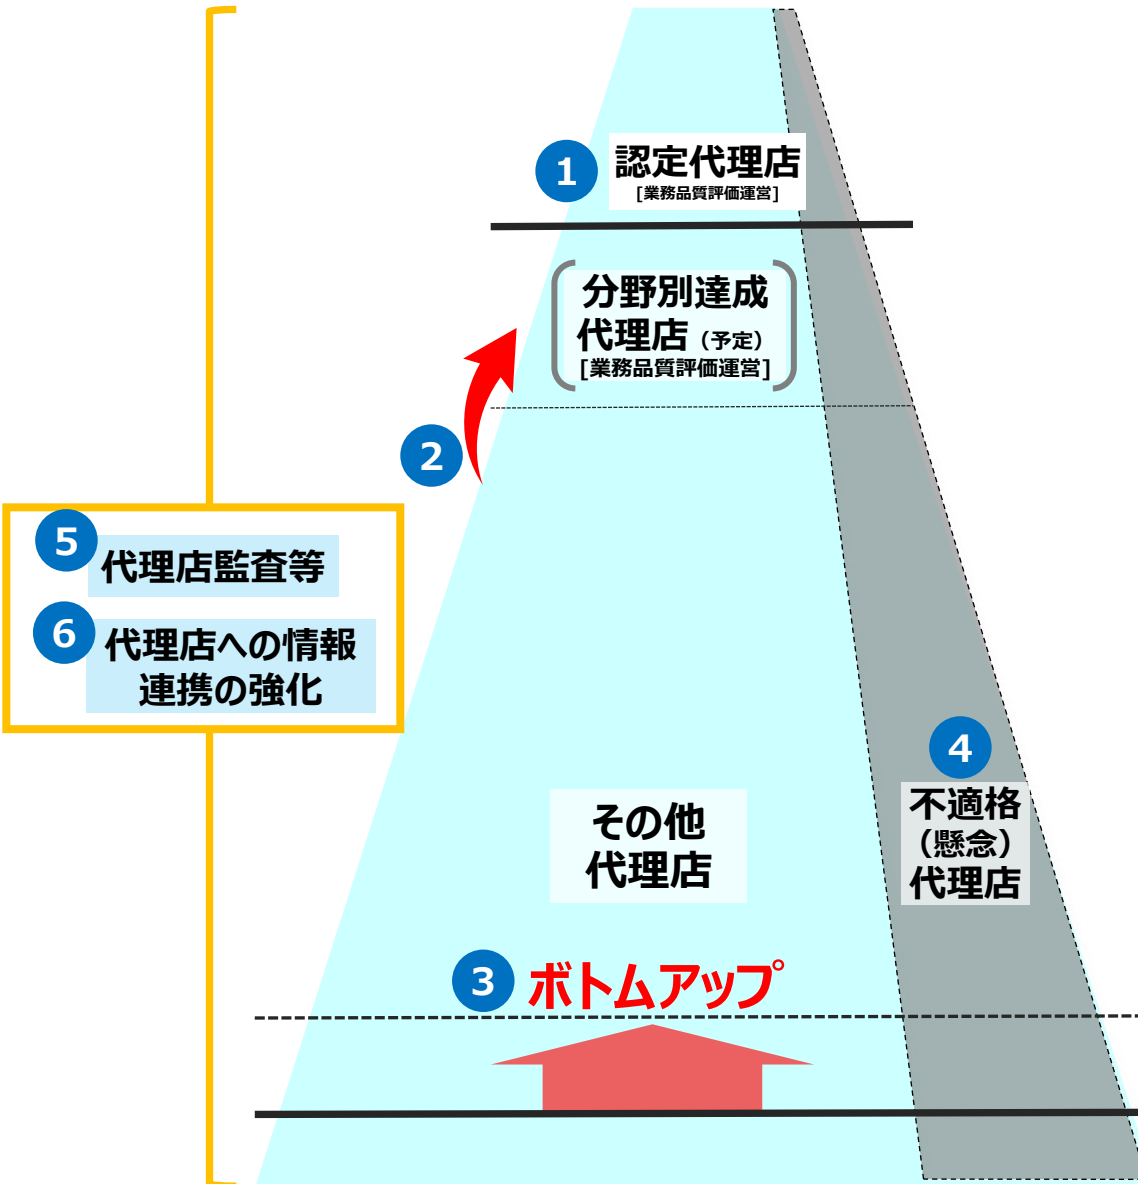 1
認定代理店
[業務品質評価運営]
分野別達成
代理店（予定）
[業務品質評価運営]
2
5
代理店監査等
6
代理店への情報
連携の強化
4
不適格
（懸念）
代理店
その他
代理店
3 ボトムアップ